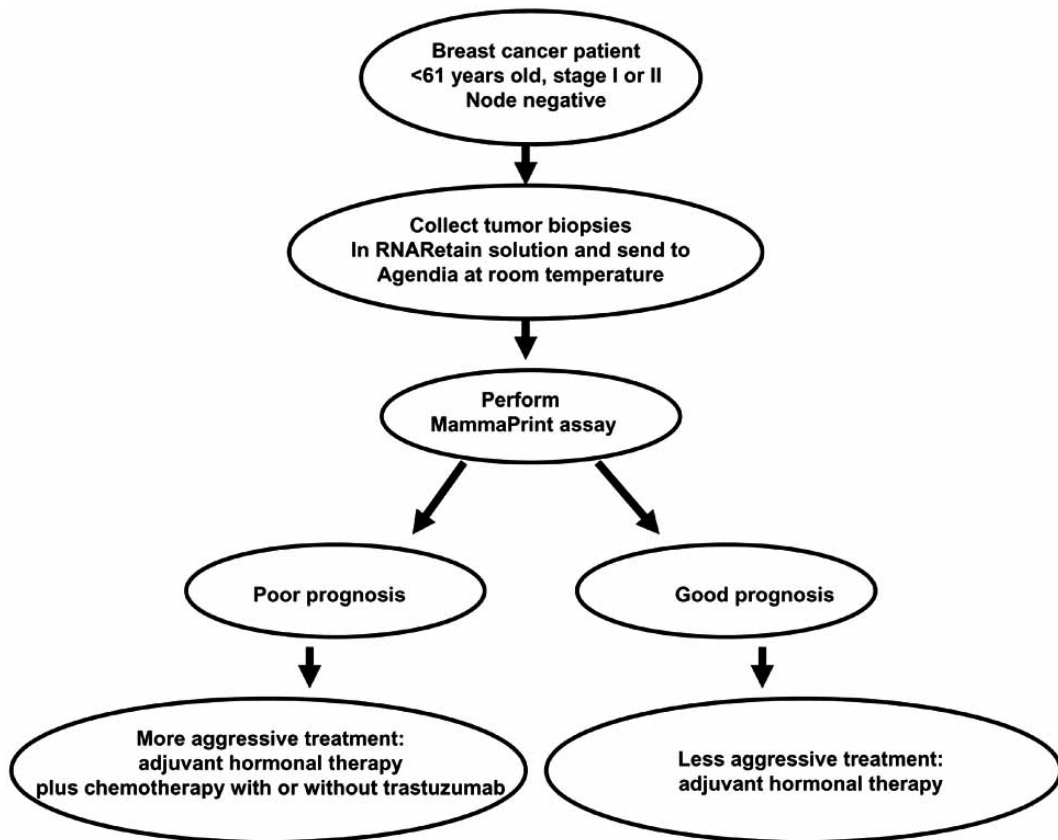 Breast cancer patient
<61 years old, stage I or II
Node negative
Collect tumor biopsies
In RNARetain solution and send to
Agendia at room temperature
Perform
MammaPrint assay
Poor prognosis
Good prognosis
More aggressive treatment:
adjuvant hormonal therapy
plus chemotherapy with or without trastuzumab
Less aggressive treatment:
adjuvant hormonal therapy